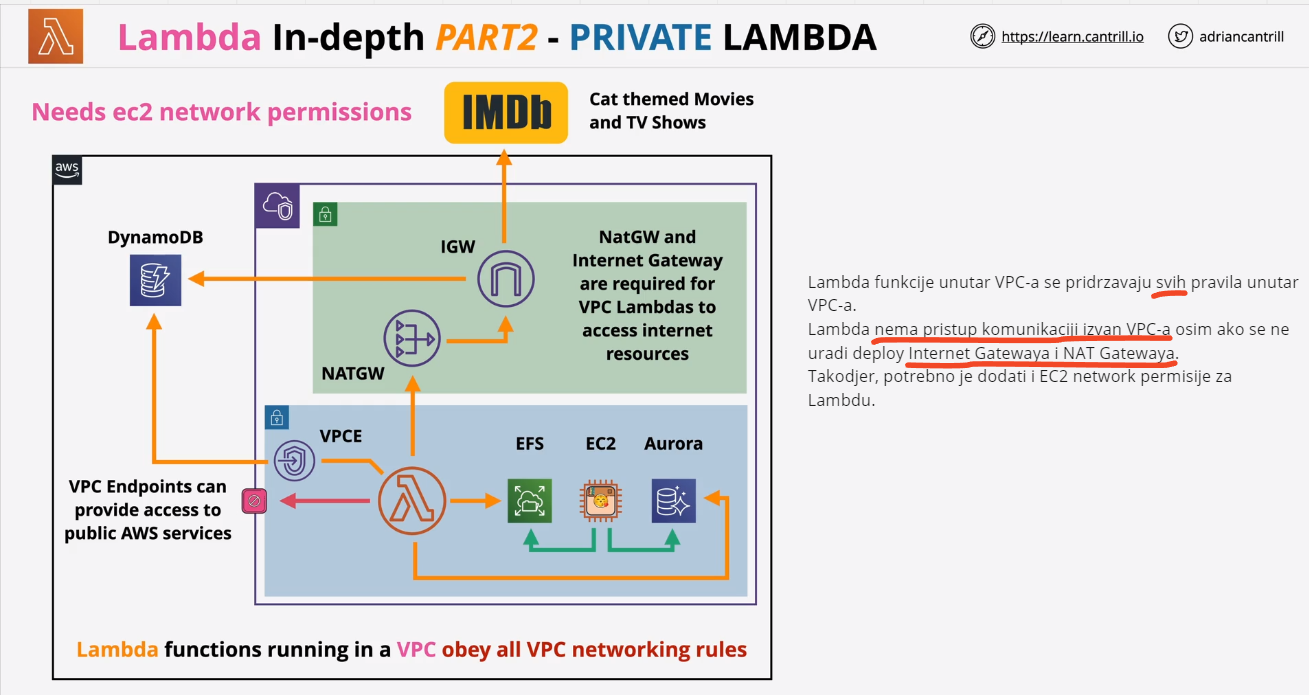 Lambda In-depth PART2 - PRIVATE LAMBDA
https://learn.cantrill.io
adriancantrill
Needs ec2 network permissions
IMDb
Cat themed Movies
and TV Shows
aws
DynamoDB
IGW
NatGW and
Internet Gateway
are required for
VPC Lambdas to
access internet
resources
NATGW
VPCE
EFS
EC2
Aurora
VPC Endpoints can
provide access to
public AWS services
Lambda functions running in a VPC obey all VPC networking rules
Lambda funkcije unutar VPC-a se pridrzavaju svih pravila unutar
VPC-a.
Lambda nema pristup komunikaciji izvan VPC-a osim ako se ne
uradi deploy Internet Gatewaya i NAT Gatewaya.
Takodjer, potrebno je dodati i EC2 network permisije za
Lambdu.